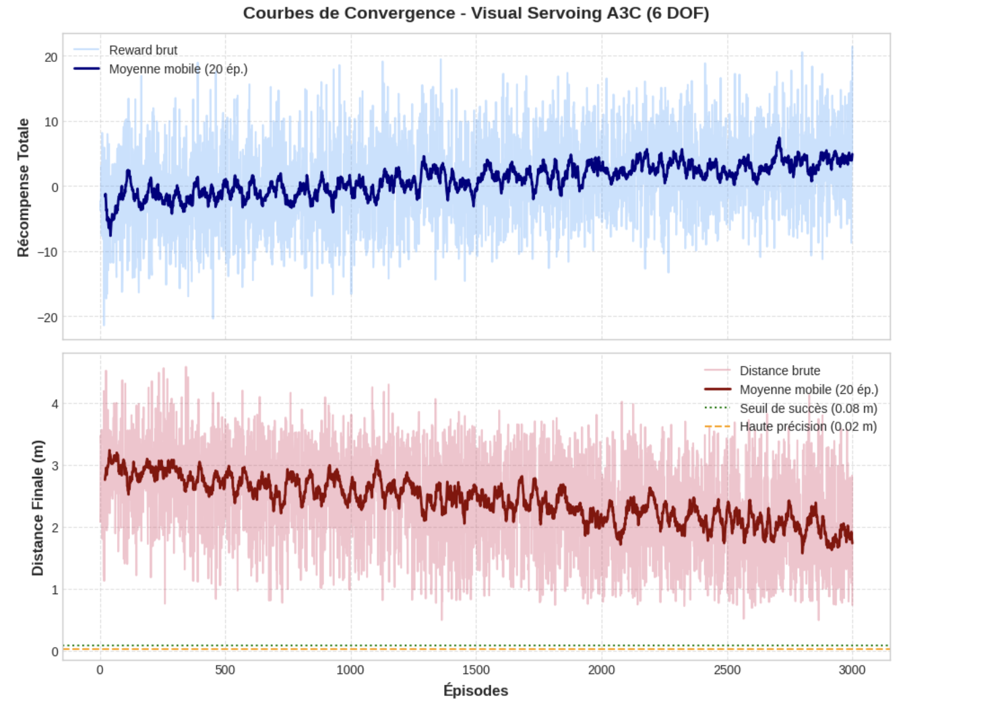 Courbes de Convergence - Visual Servoing A3C (6 DOF)
Reward brut
Moyenne mobile (20 ép.)
Récompense Totale
20
10
0
−10
−20
Distance brute
Moyenne mobile (20 ép.)
Seuil de succès (0.08 m)
Haute précision (0.02 m)
Distance Finale (m)
4
3
2
1
0
0 500 1000 1500 2000 2500 3000
Épisodes